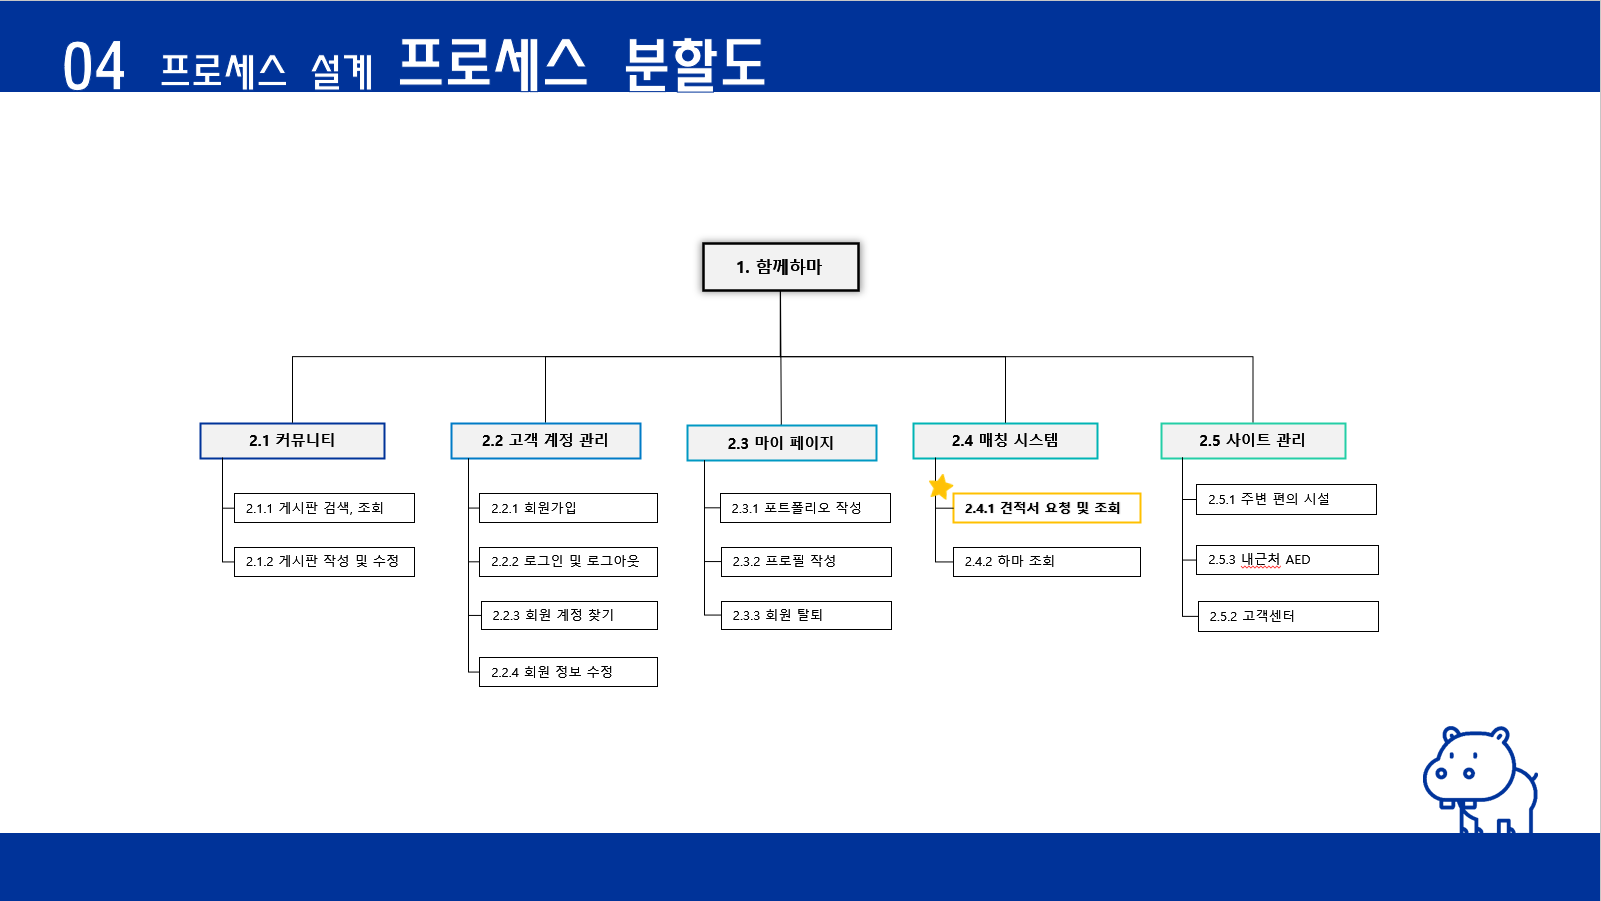 04 프로세스 설계 프로세스 분할도
1. 함께하마
2.1 커뮤니티
2.1.1 게시판 검색, 조회
2.1.2 게시판 작성 및 수정
2.2 고객 계정 관리
2.2.1 회원가입
2.2.2 로그인 및 로그아웃
2.2.3 회원 계정 찾기
2.2.4 회원 정보 수정
2.3 마이 페이지
2.3.1 포트폴리오 작성
2.3.2 프로필 작성
2.3.3 회원 탈퇴
2.4 매칭 시스템
2.4.1 견적서 요청 및 조회
2.4.2 하마 조회
2.5 사이트 관리
2.5.1 주변 편의 시설
2.5.3 내근처 AED
2.5.2 고객센터